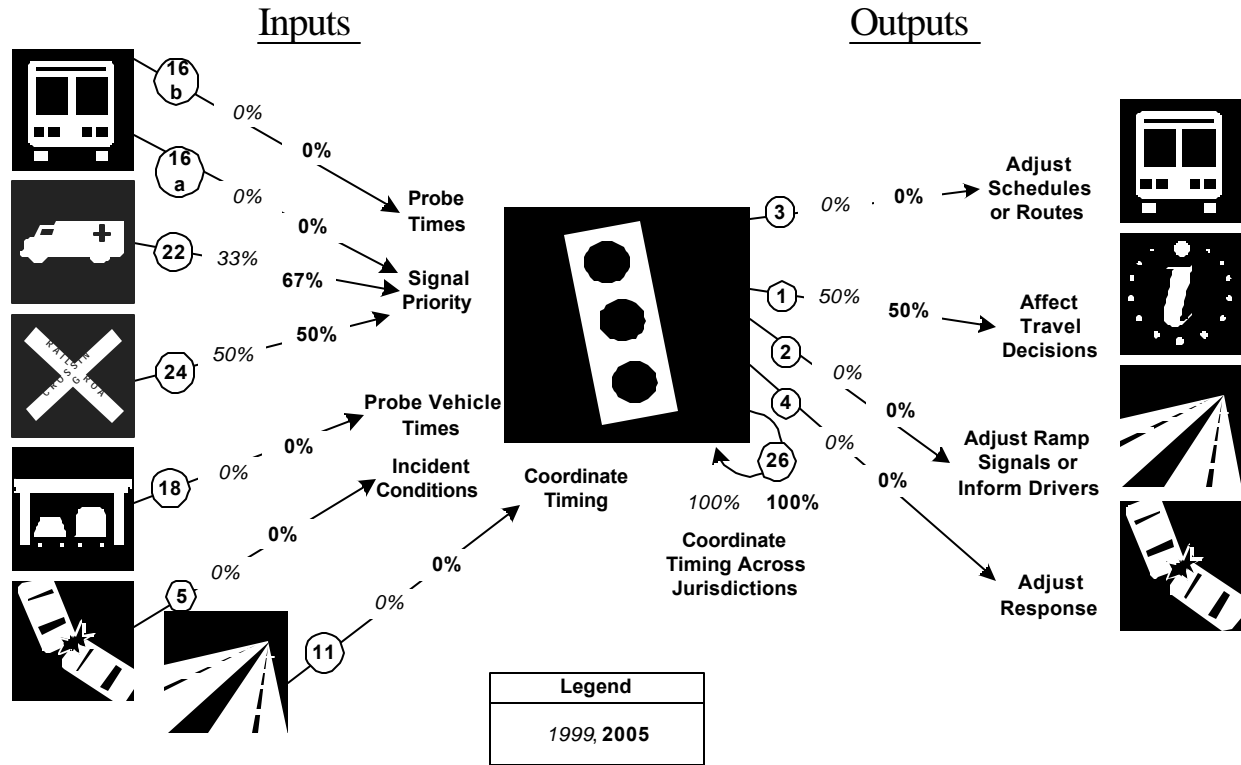 Inputs
Outputs
16
b
0%
0%
Probe
Times
16
a
0%
0%
22
33%
67%
Signal
Priority
24
50%
50%
RAILROAD
CROSSING
18
0%
0%
Probe Vehicle
Times
5
0%
0%
Incident
Conditions
11
0%
0%
Coordinate
Timing
3
0%
0%
Adjust
Schedules
or Routes
1
50%
50%
Affect
Travel
Decisions
i
2
0%
0%
Adjust Ramp
Signals or
Inform Drivers
4
0%
0%
Adjust
Response
26
100% 100%
Coordinate
Timing Across
Jurisdictions
Legend
1999, 2005